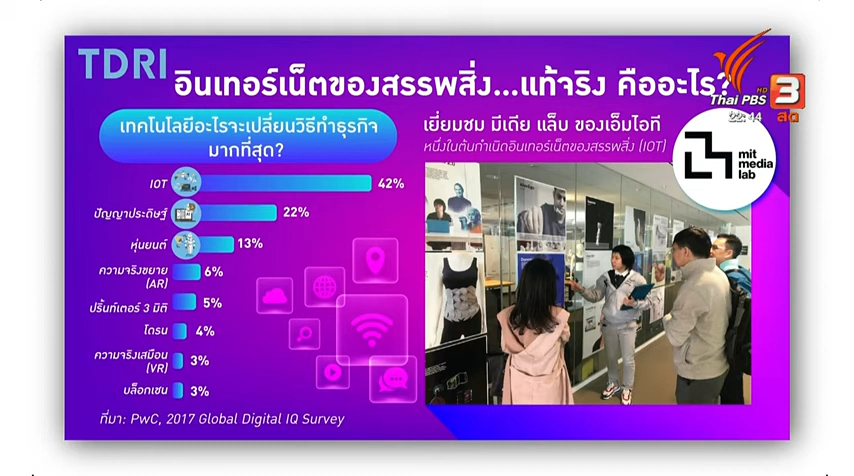 TDRI
อินเทอร์เน็ตของสรรพสิ่ง...แท้จริง คืออะไร?
HD
Thai PBS
3
22:44
สด
เทคโนโลยีอะไรจะเปลี่ยนวิธีทำธุรกิจ
มากที่สุด?
IOT 42%
ปัญญาประดิษฐ์ 22%
หุ่นยนต์ 13%
ความจริงขยาย
(AR) 6%
ปริ้นท์เตอร์ 3 มิติ 5%
โดรน 4%
ความจริงเสมือน
(VR) 3%
บล็อกเชน 3%
ที่มา: PwC, 2017 Global Digital IQ Survey
เยี่ยมชม มีเดีย แล็บ ของเอ็มไอที
หนึ่งในต้นกำเนิดอินเทอร์เน็ตของสรรพสิ่ง (IOT)
mit
media
lab